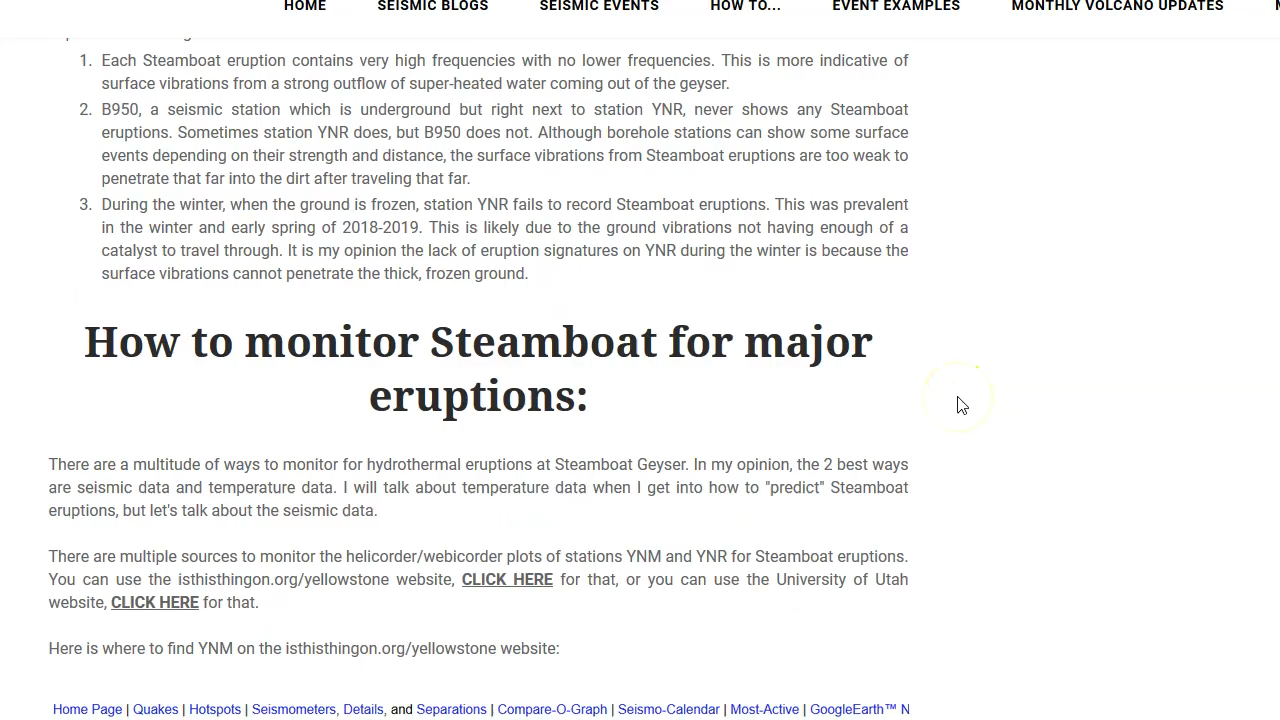 HOME SEISMIC BLOGS SEISMIC EVENTS HOW TO... EVENT EXAMPLES MONTHLY VOLCANO UPDATES
1. Each Steamboat eruption contains very high frequencies with no lower frequencies. This is more indicative of
surface vibrations from a strong outflow of super-heated water coming out of the geyser.
2. B950, a seismic station which is underground but right next to station YNR, never shows any Steamboat
eruptions. Sometimes station YNR does, but B950 does not. Although borehole stations can show some surface
events depending on their strength and distance, the surface vibrations from Steamboat eruptions are too weak to
penetrate that far into the dirt after traveling that far.
3. During the winter, when the ground is frozen, station YNR fails to record Steamboat eruptions. This was prevalent
in the winter and early spring of 2018-2019. This is likely due to the ground vibrations not having enough of a
catalyst to travel through. It is my opinion the lack of eruption signatures on YNR during the winter is because the
surface vibrations cannot penetrate the thick, frozen ground.
How to monitor Steamboat for major
eruptions:
There are a multitude of ways to monitor for hydrothermal eruptions at Steamboat Geyser. In my opinion, the 2 best ways
are seismic data and temperature data. I will talk about temperature data when I get into how to "predict" Steamboat
eruptions, but let's talk about the seismic data.
There are multiple sources to monitor the helicorder/webicorder plots of stations YNM and YNR for Steamboat eruptions.
You can use the isthisthingon.org/yellowstone website, CLICK HERE for that, or you can use the University of Utah
website, CLICK HERE for that.
Here is where to find YNM on the isthisthingon.org/yellowstone website:
Home Page | Quakes | Hotspots | Seismometers, Details, and Separations | Compare-O-Graph | Seismo-Calendar | Most-Active | GoogleEarth™ N